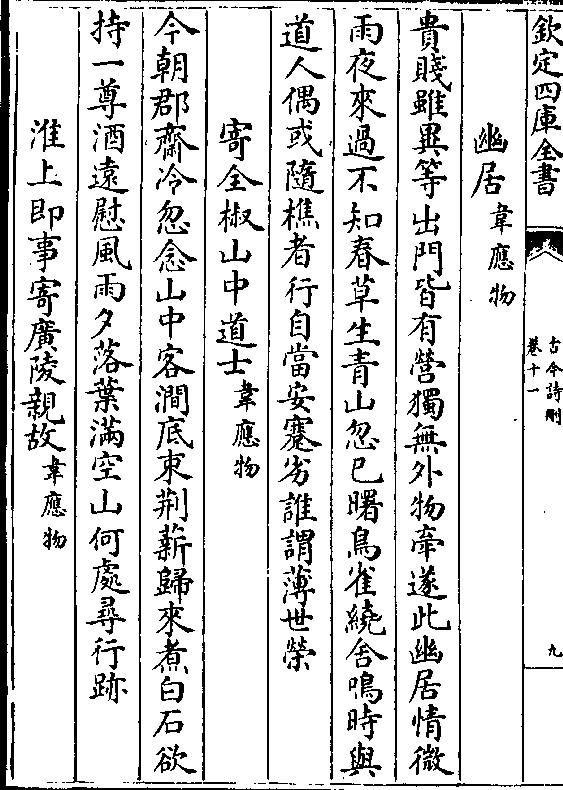 欽定四庫全書
古今詩刪
卷十一
九
幽居 韋應物
貴賤雖異等出門皆有營獨無外物牽遂此幽居情微
雨夜來過不知春草生青山忽已曙鳥雀繞舍鳴時與
道人偶或隨樵者行自當安蹇劣誰謂薄世榮
寄全椒山中道士 韋應物
今朝郡齋冷忽念山中客澗底束荆薪歸來煮白石欲
持一尊酒遠慰風雨夕落葉滿空山何處尋行跡
淮上即事寄廣陵親故 韋應物